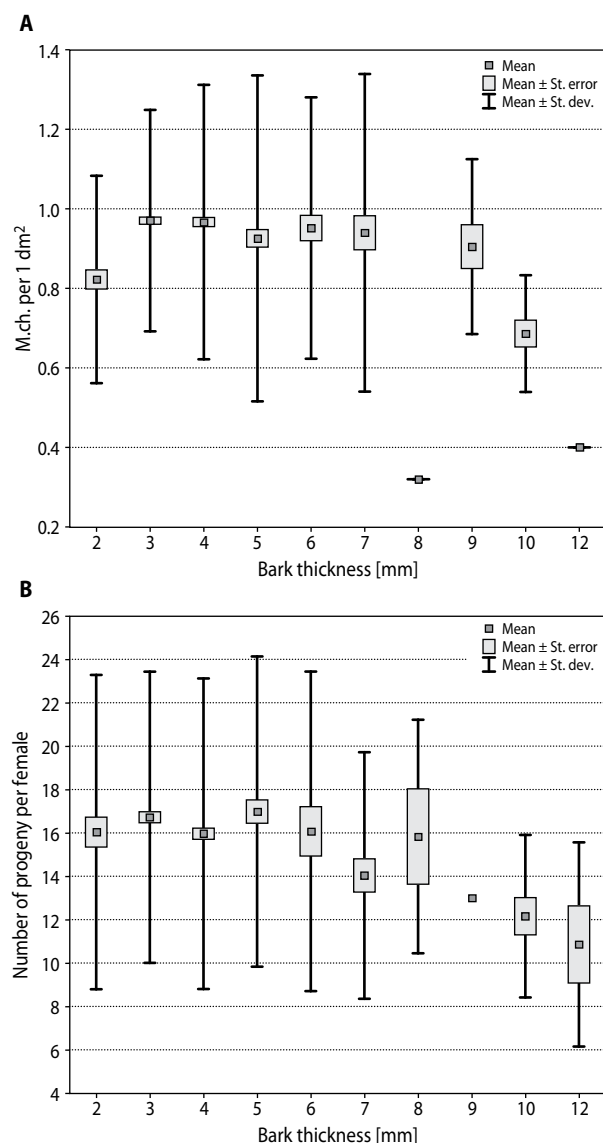 A
1.4
1.2
1.0
0.8
0.6
0.4
0.2
M.ch. per 1 dm²
Mean
Mean ± St. error
Mean ± St. dev.
2 3 4 5 6 7 8 9 10 12
Bark thickness [mm]
B
26
24
22
20
18
16
14
12
10
8
6
4
Number of progeny per female
Mean
Mean ± St. error
Mean ± St. dev.
2 3 4 5 6 7 8 9 10 12
Bark thickness [mm]